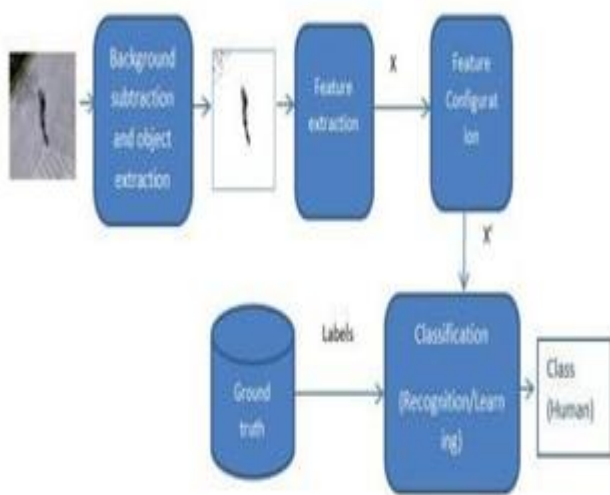 Background
subtraction
and object
extraction
Feature
extraction
X
Feature
Configurat
ion
X'
Labels
Ground
truth
Classification
(Recognition/Learn
ing)
Class
(Human)